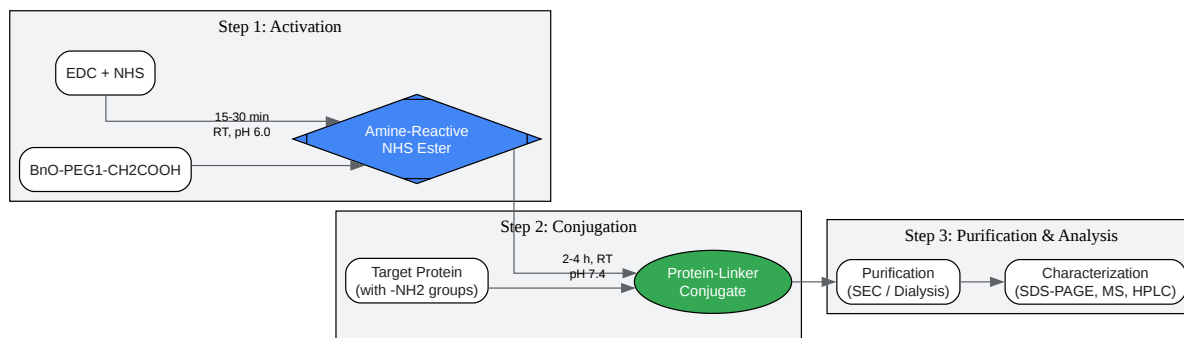 Step 1: Activation
EDC + NHS
15-30 min
RT, pH 6.0
BnO-PEG1-CH2COOH
Amine-Reactive
NHS Ester
Step 2: Conjugation
Target Protein
(with -NH2 groups)
2-4 h, RT
pH 7.4
Protein-Linker
Conjugate
Step 3: Purification & Analysis
Purification
(SEC / Dialysis)
Characterization
(SDS-PAGE, MS, HPLC)